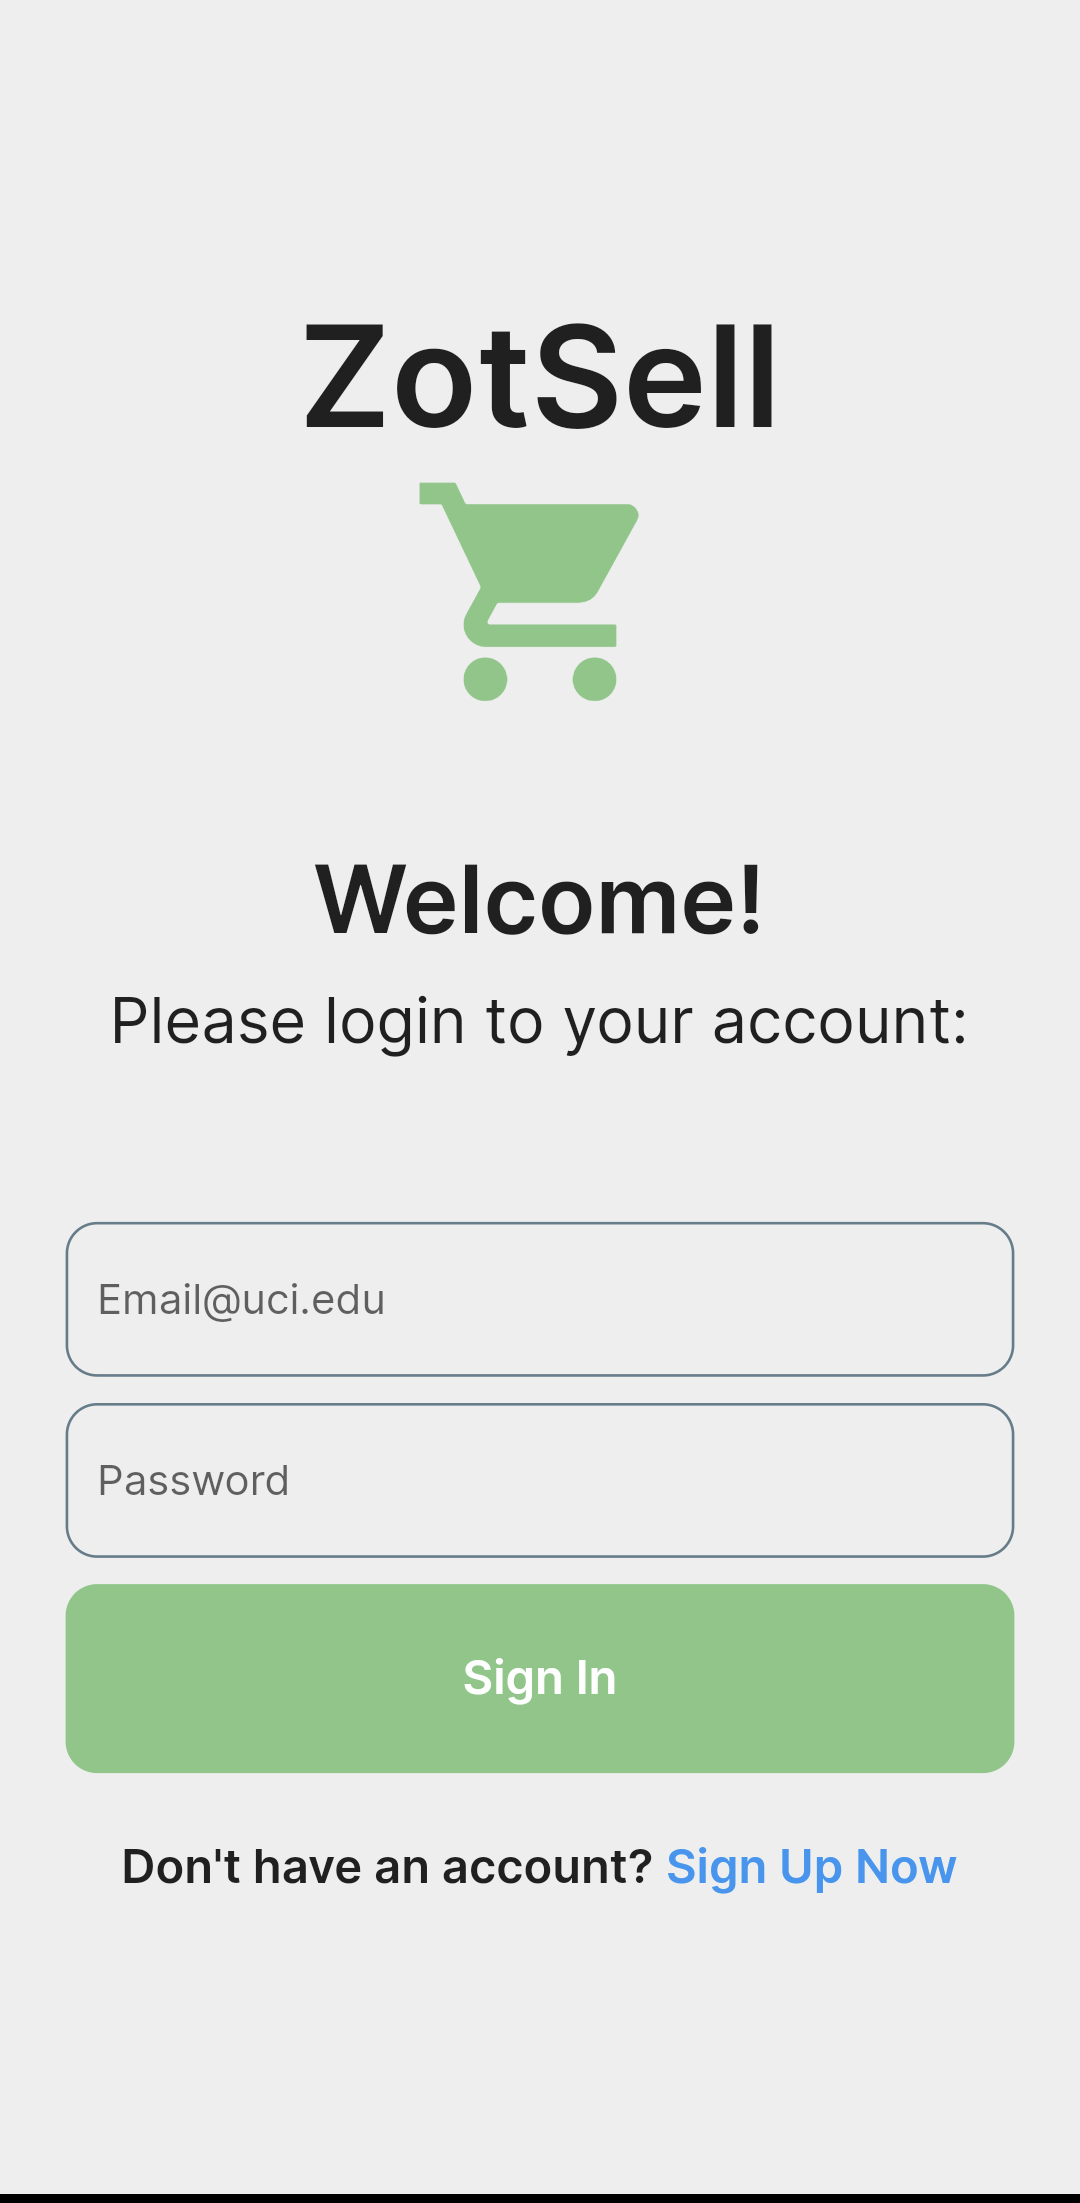 ZotSell
Welcome!
Please login to your account:
Email@uci.edu
Password
Sign In
Don't have an account? Sign Up Now